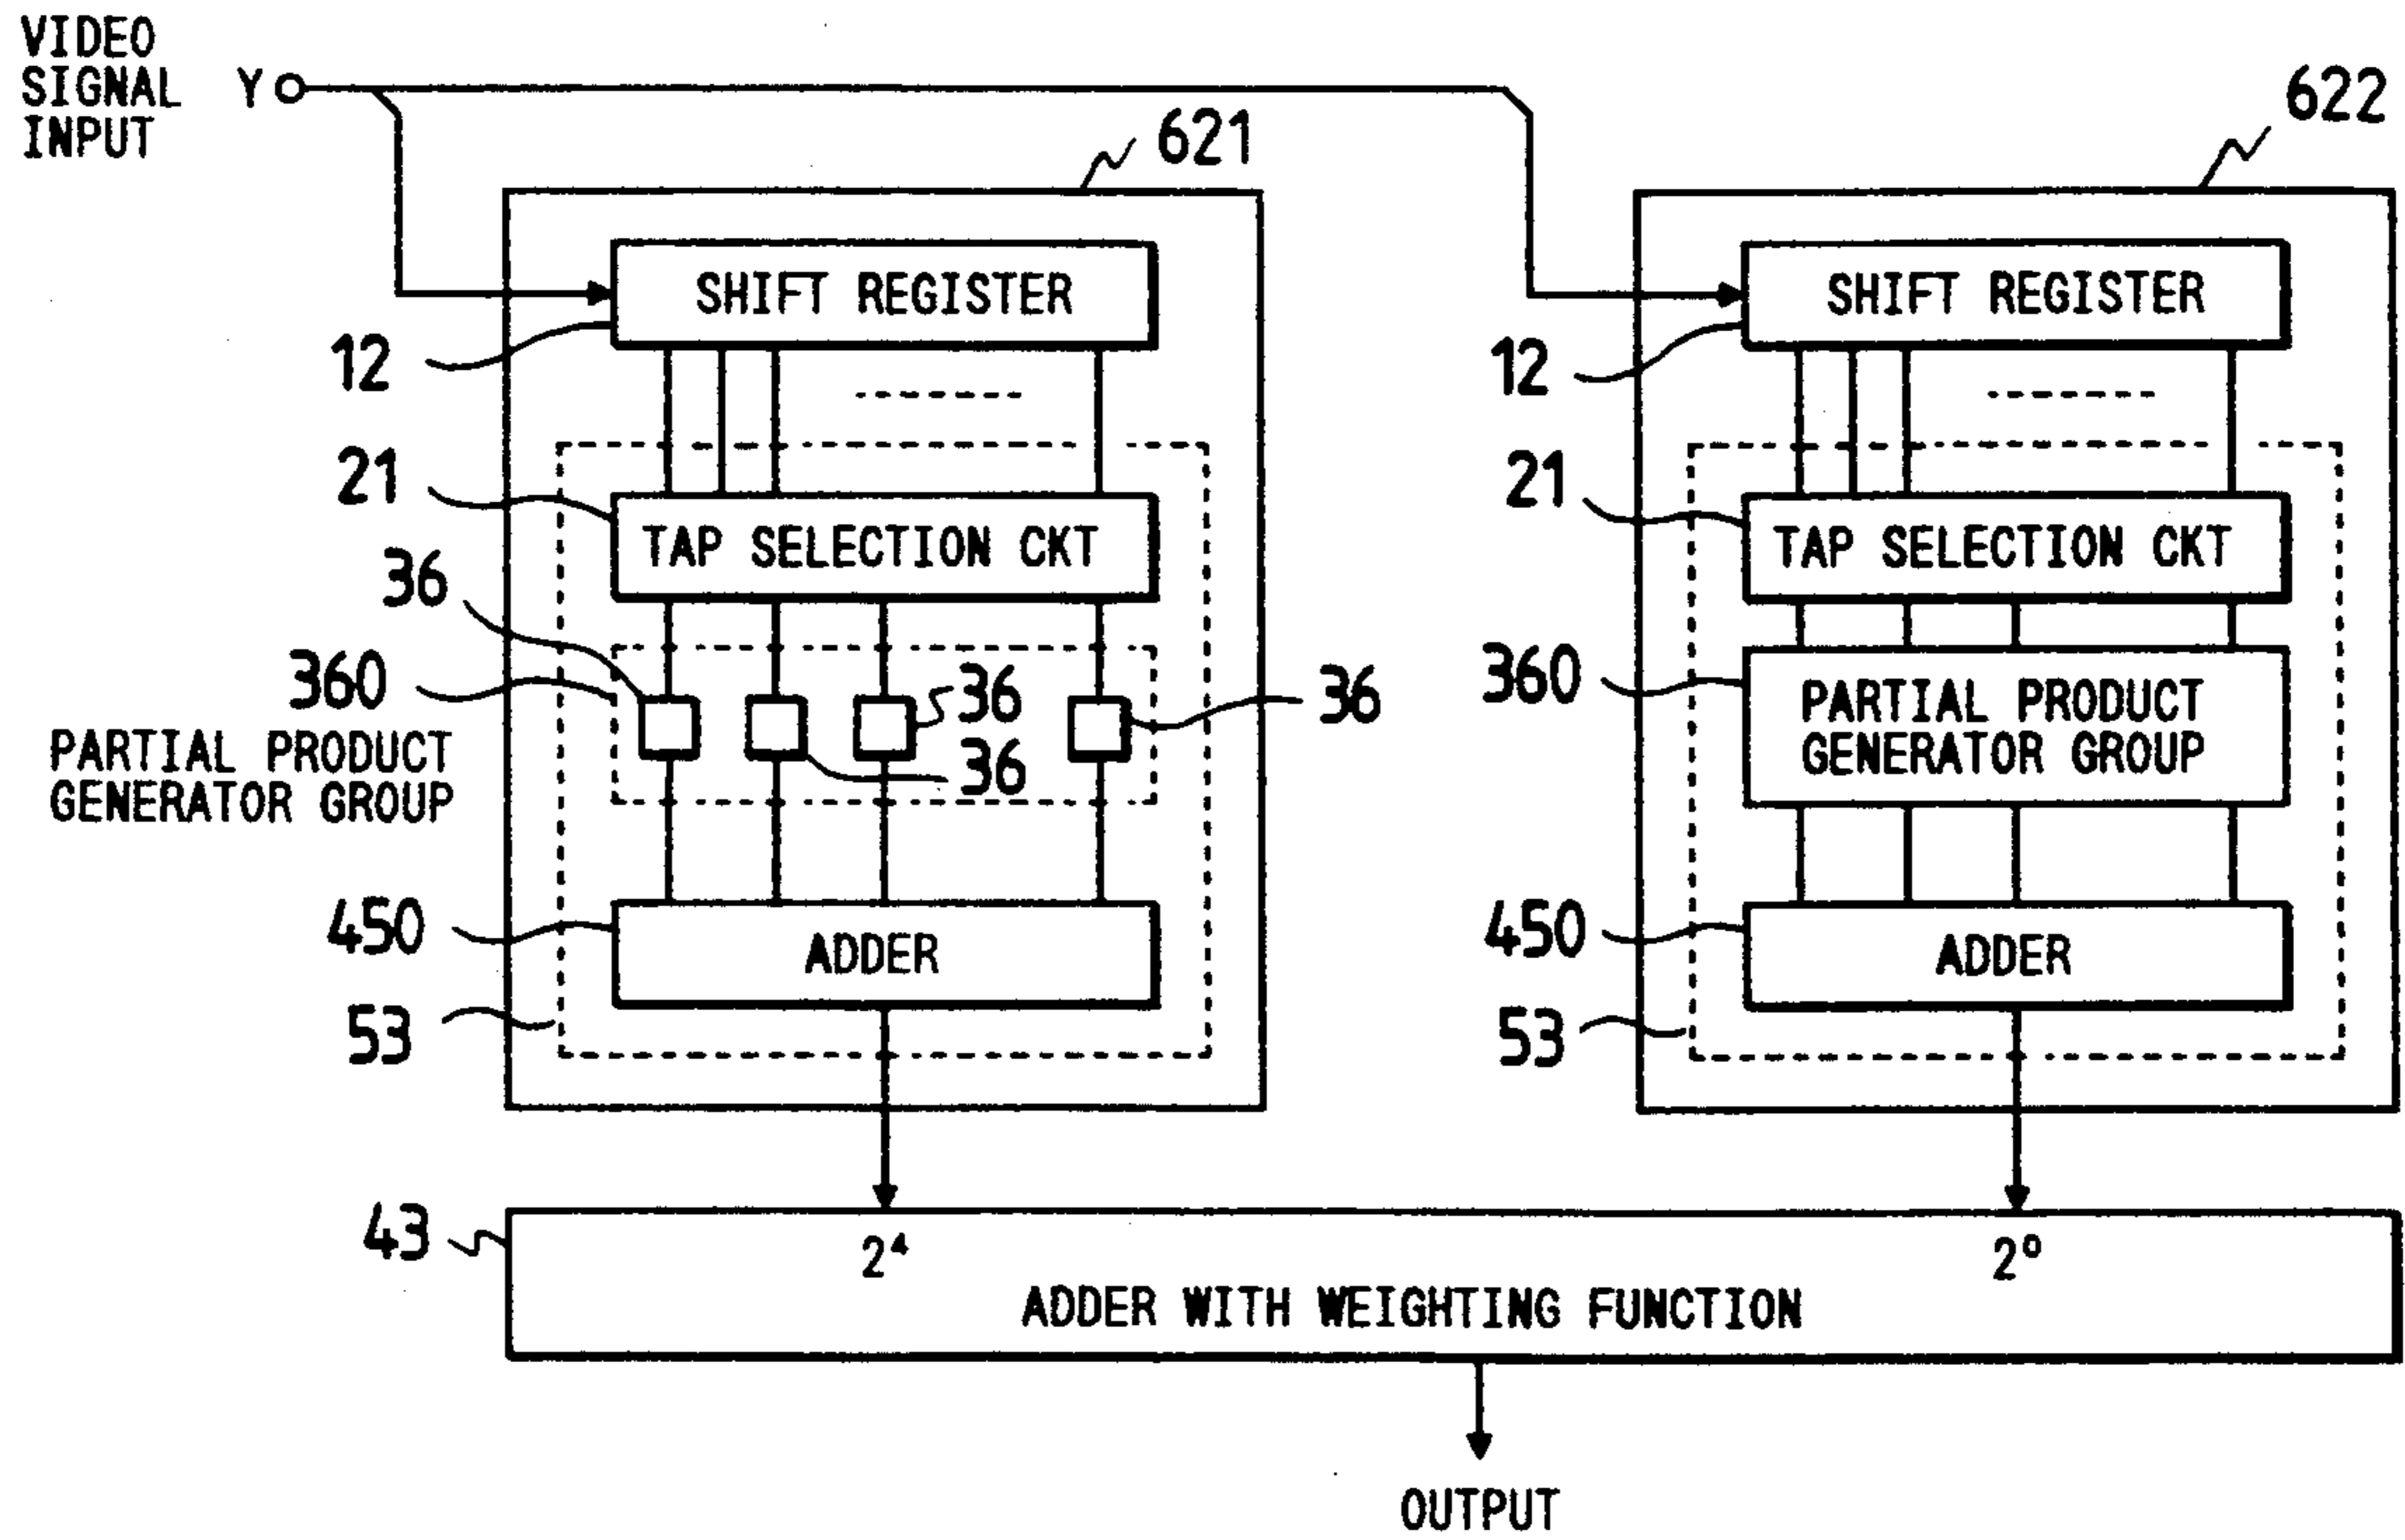 VIDEO
SIGNAL
INPUT
Y
621
622
SHIFT REGISTER
SHIFT REGISTER
12
12
21
21
TAP SELECTION CKT
TAP SELECTION CKT
36
360
PARTIAL PRODUCT
GENERATOR GROUP
36
36
36
360
PARTIAL PRODUCT
GENERATOR GROUP
450
ADDER
450
ADDER
53
53
43
2⁴
2⁰
ADDER WITH WEIGHTING FUNCTION
OUTPUT